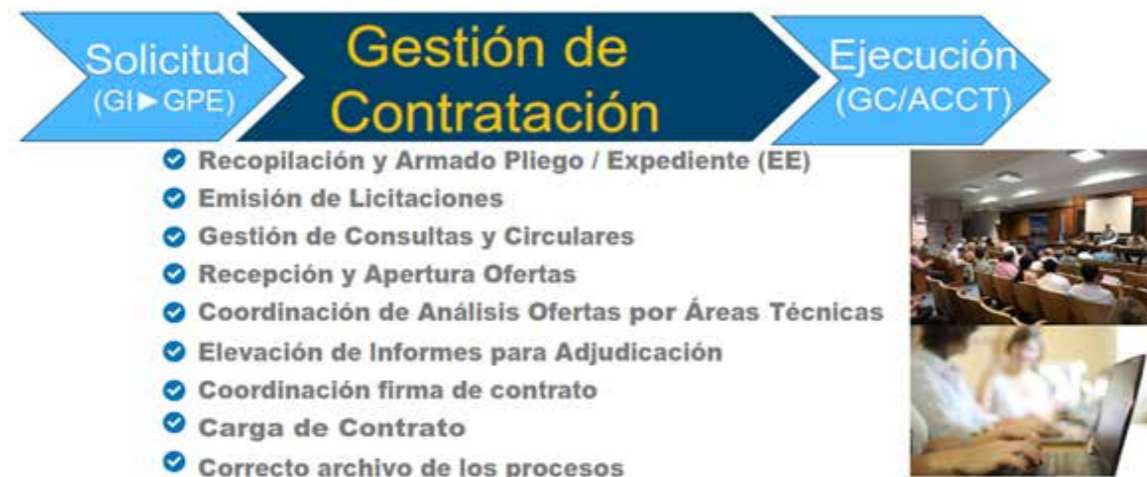 Solicitud
(GI►GPE)
Gestión de
Contratación
Ejecución
(GC/ACCT)
Recopilación y Armado Pliego / Expediente (EE)
Emisión de Licitaciones
Gestión de Consultas y Circulares
Recepción y Apertura Ofertas
Coordinación de Análisis Ofertas por Áreas Técnicas
Elevación de Informes para Adjudicación
Coordinación firma de contrato
Carga de Contrato
Correcto archivo de los procesos